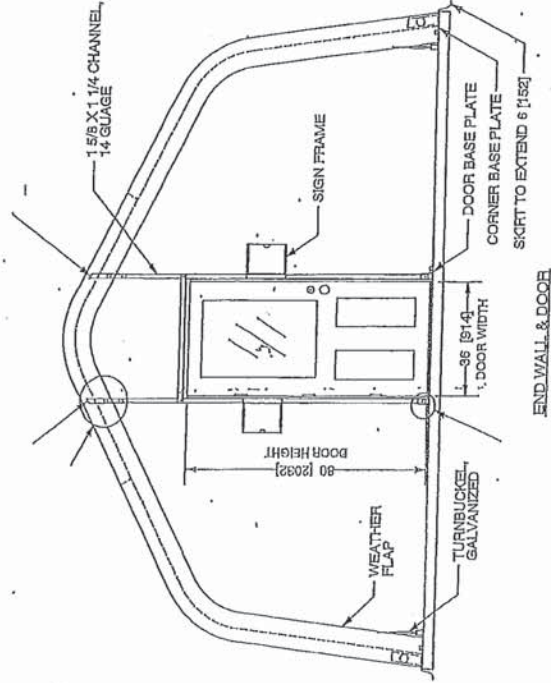 1 5/8 X 1 1/4 CHANNEL,
14 GUAGE
SIGN FRAME
80 [2032]
DOOR HEIGHT
36 [914]
DOOR WIDTH
WEATHER
FLAP
TURNBUCKEL,
GALVANIZED
DOOR BASE PLATE
CORNER BASE PLATE
SKIRT TO EXTEND 6 [152]
END WALL & DOOR